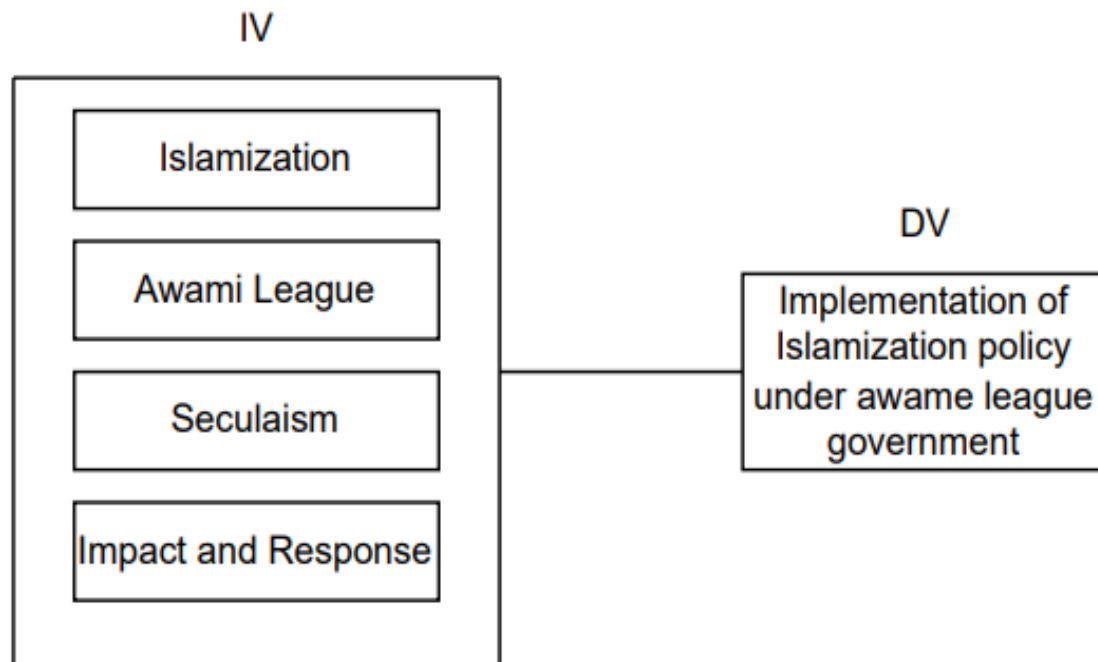 IV
Islamization
Awami League
Seculaism
Impact and Response
DV
Implementation of
Islamization policy
under awame league
government